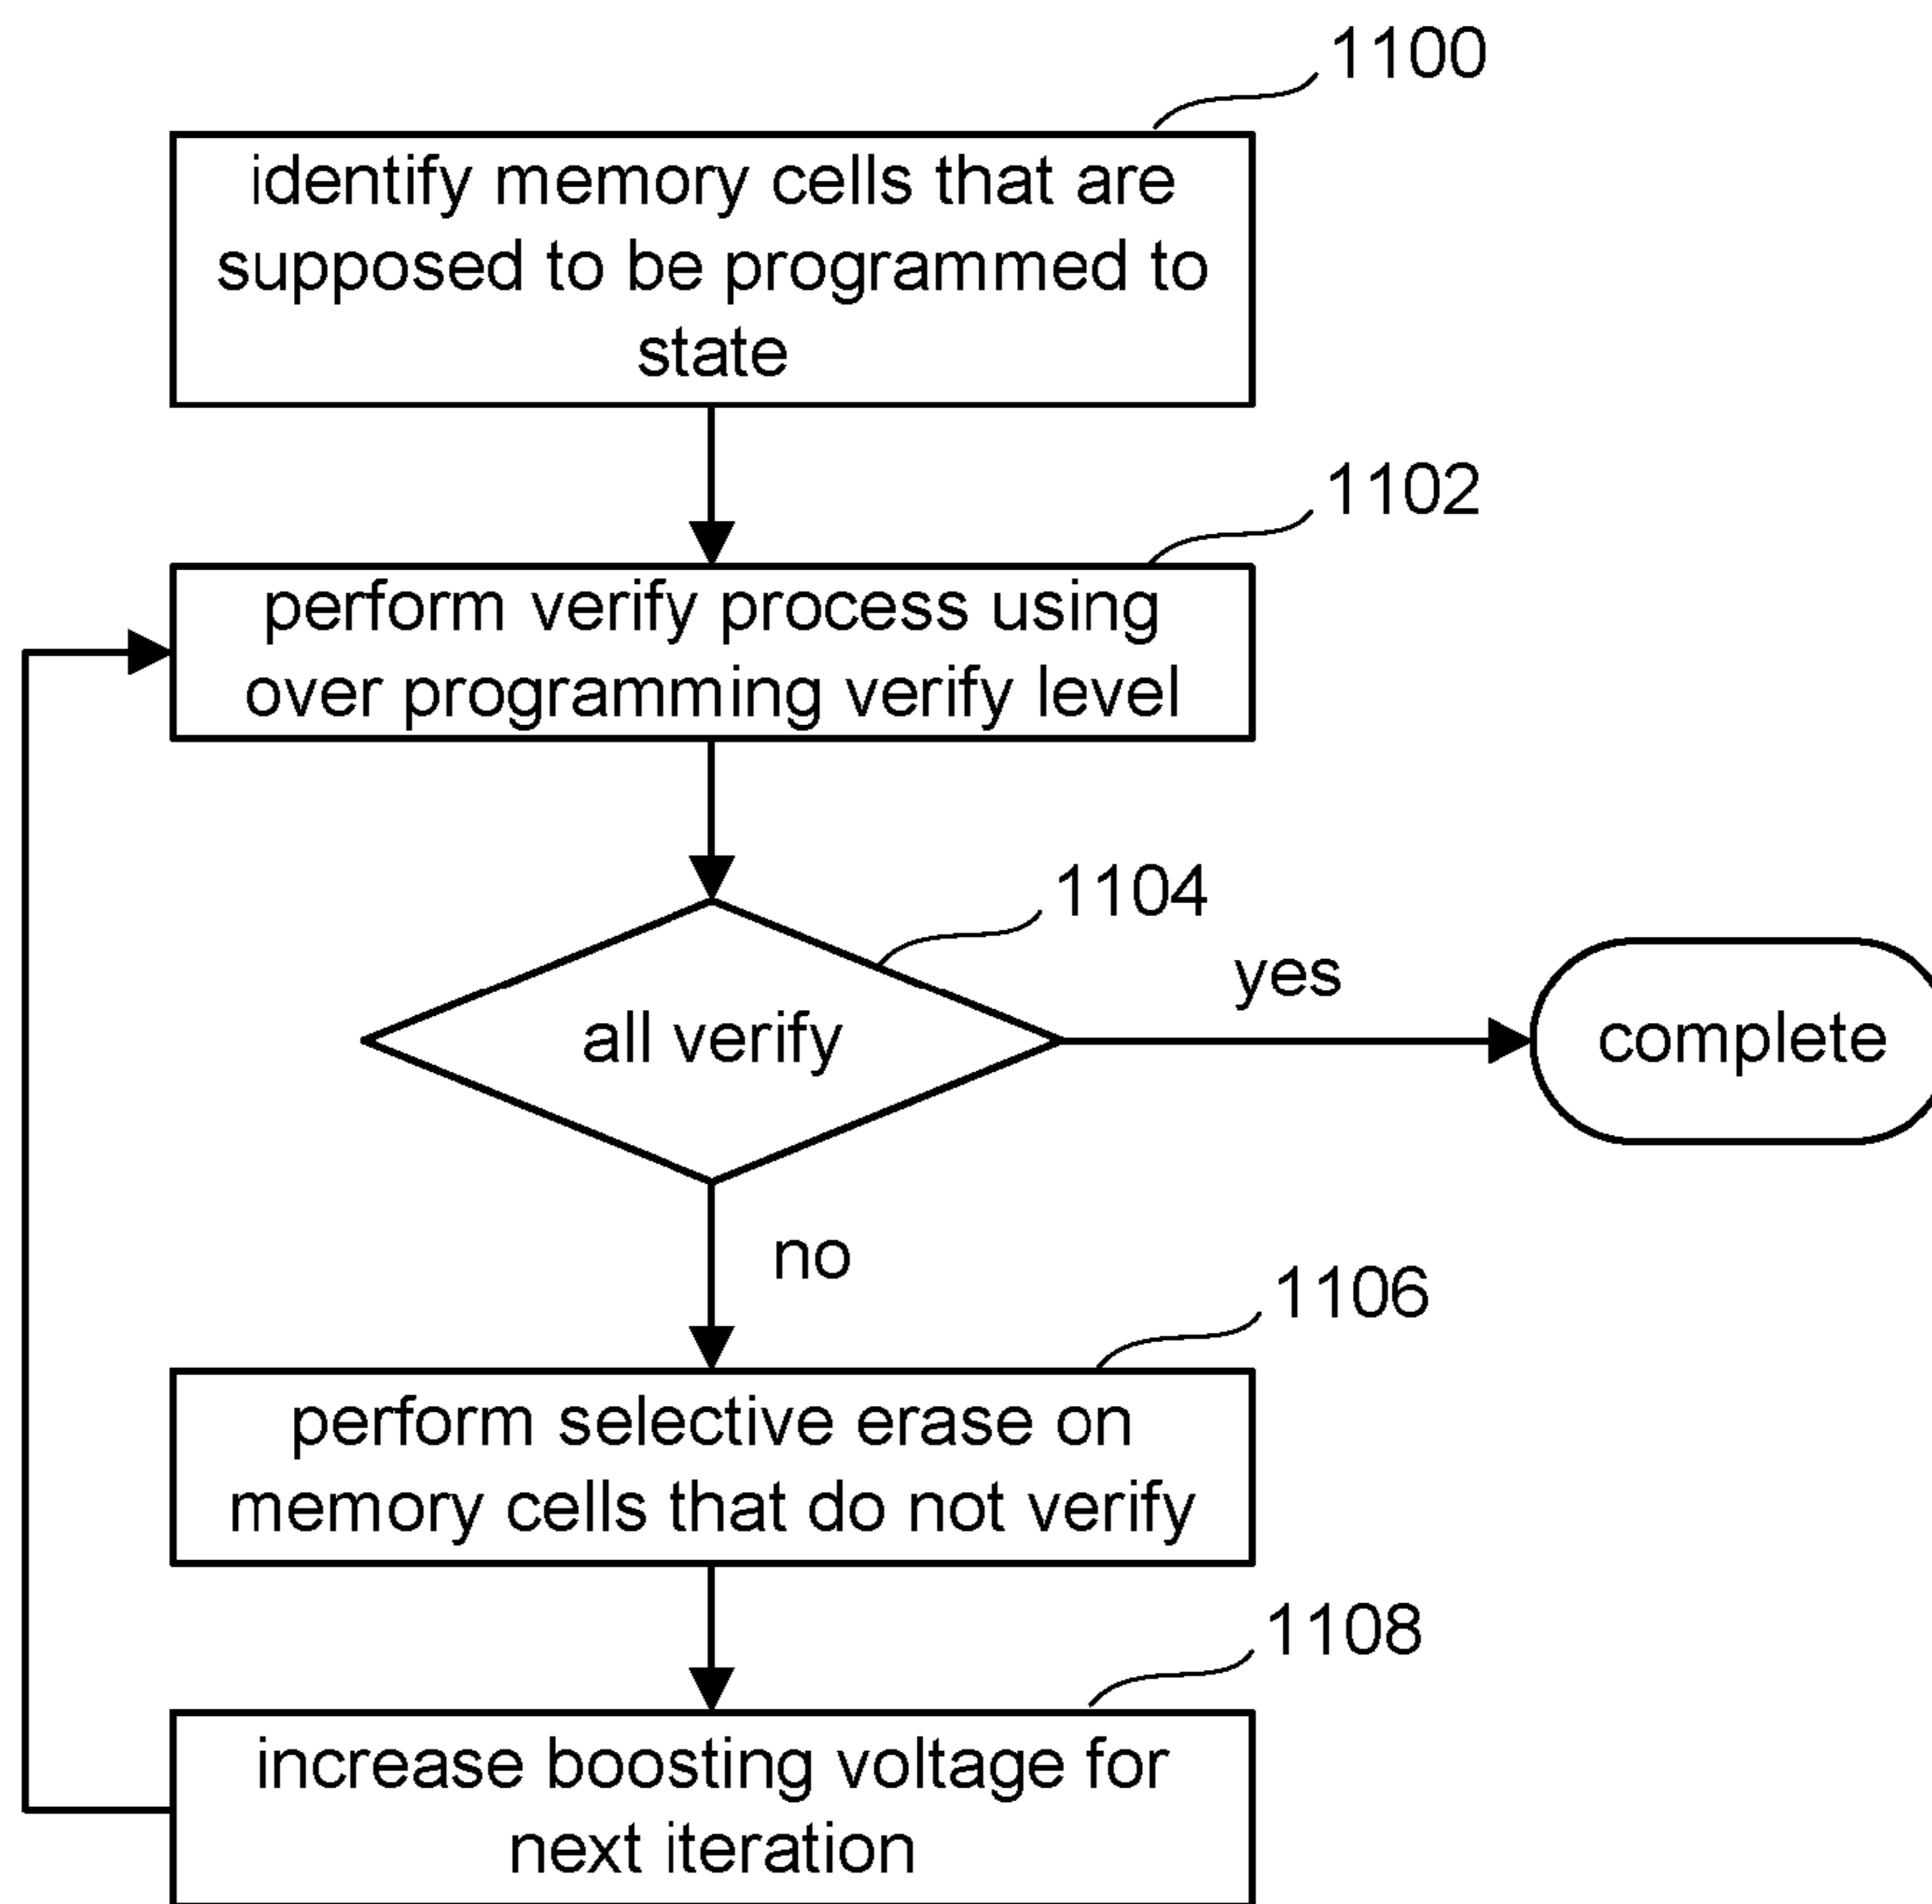 1100
identify memory cells that are
supposed to be programmed to
state
1102
perform verify process using
over programming verify level
1104
all verify
yes
complete
no
1106
perform selective erase on
memory cells that do not verify
1108
increase boosting voltage for
next iteration